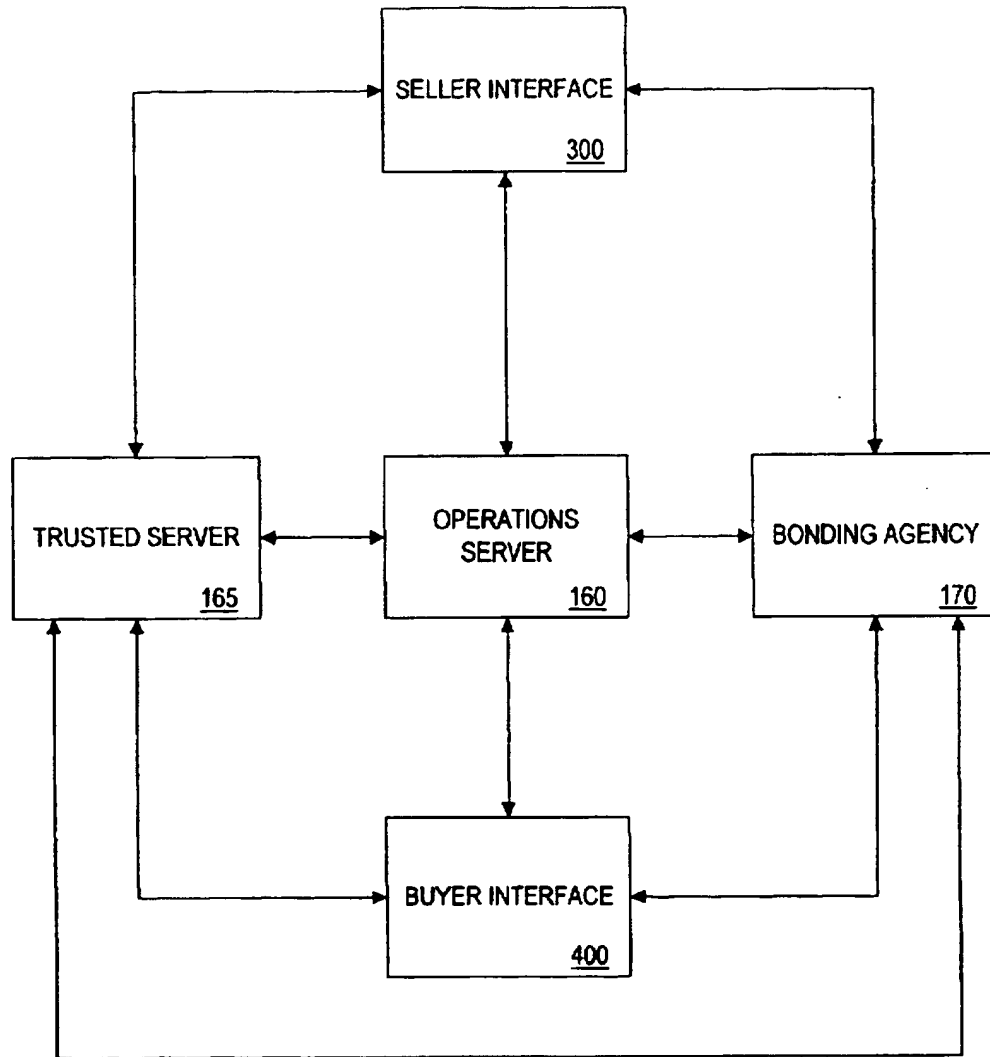 SELLER INTERFACE
300
TRUSTED SERVER
165
OPERATIONS
SERVER
160
BONDING AGENCY
170
BUYER INTERFACE
400